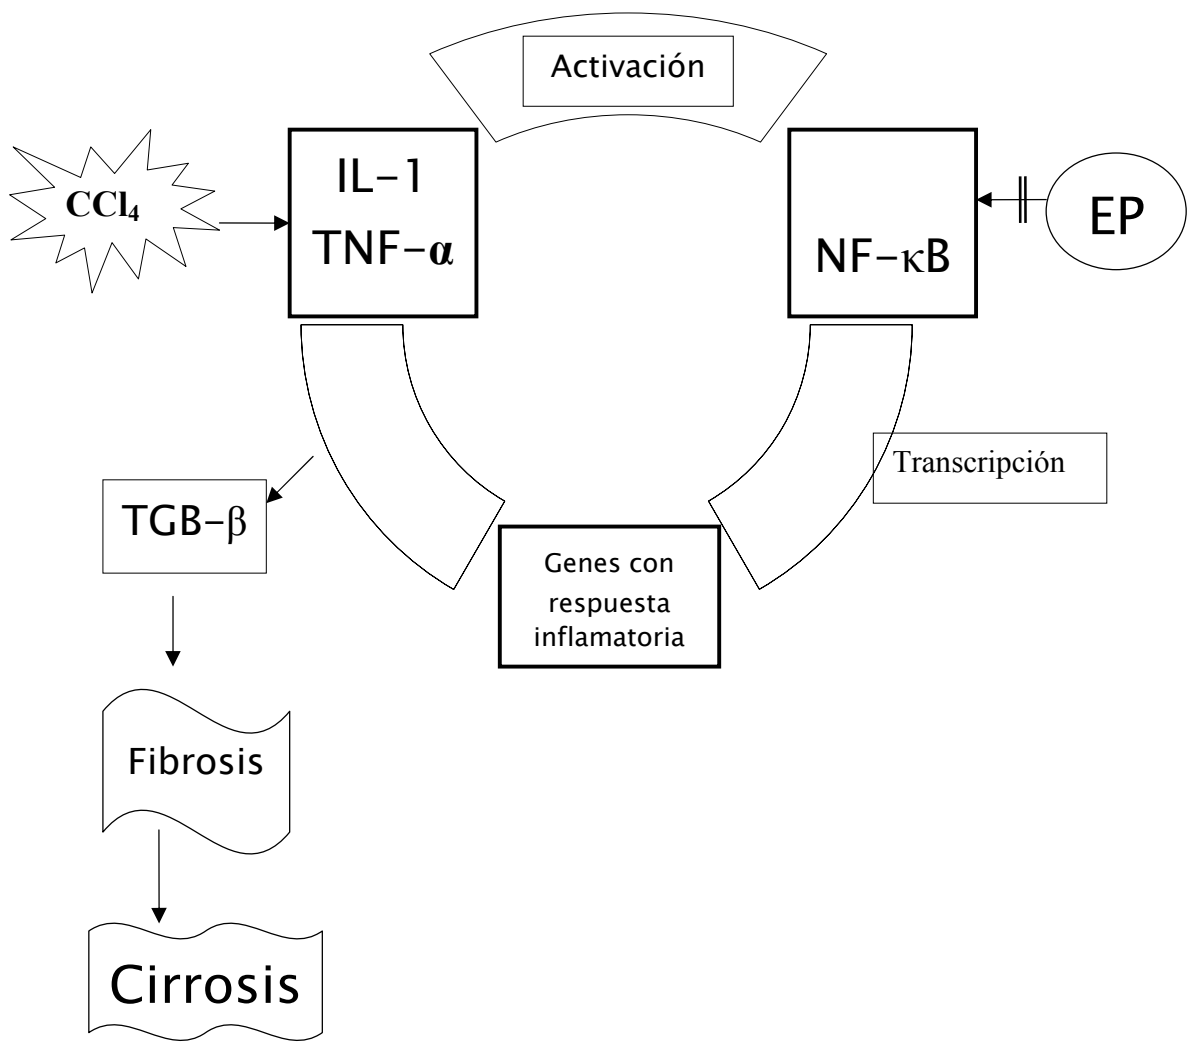 Activación
CCl₄
IL-1
TNF-α
NF-κB
EP
Transcripción
TGB-β
Genes con
respuesta
inflamatoria
Fibrosis
Cirrosis